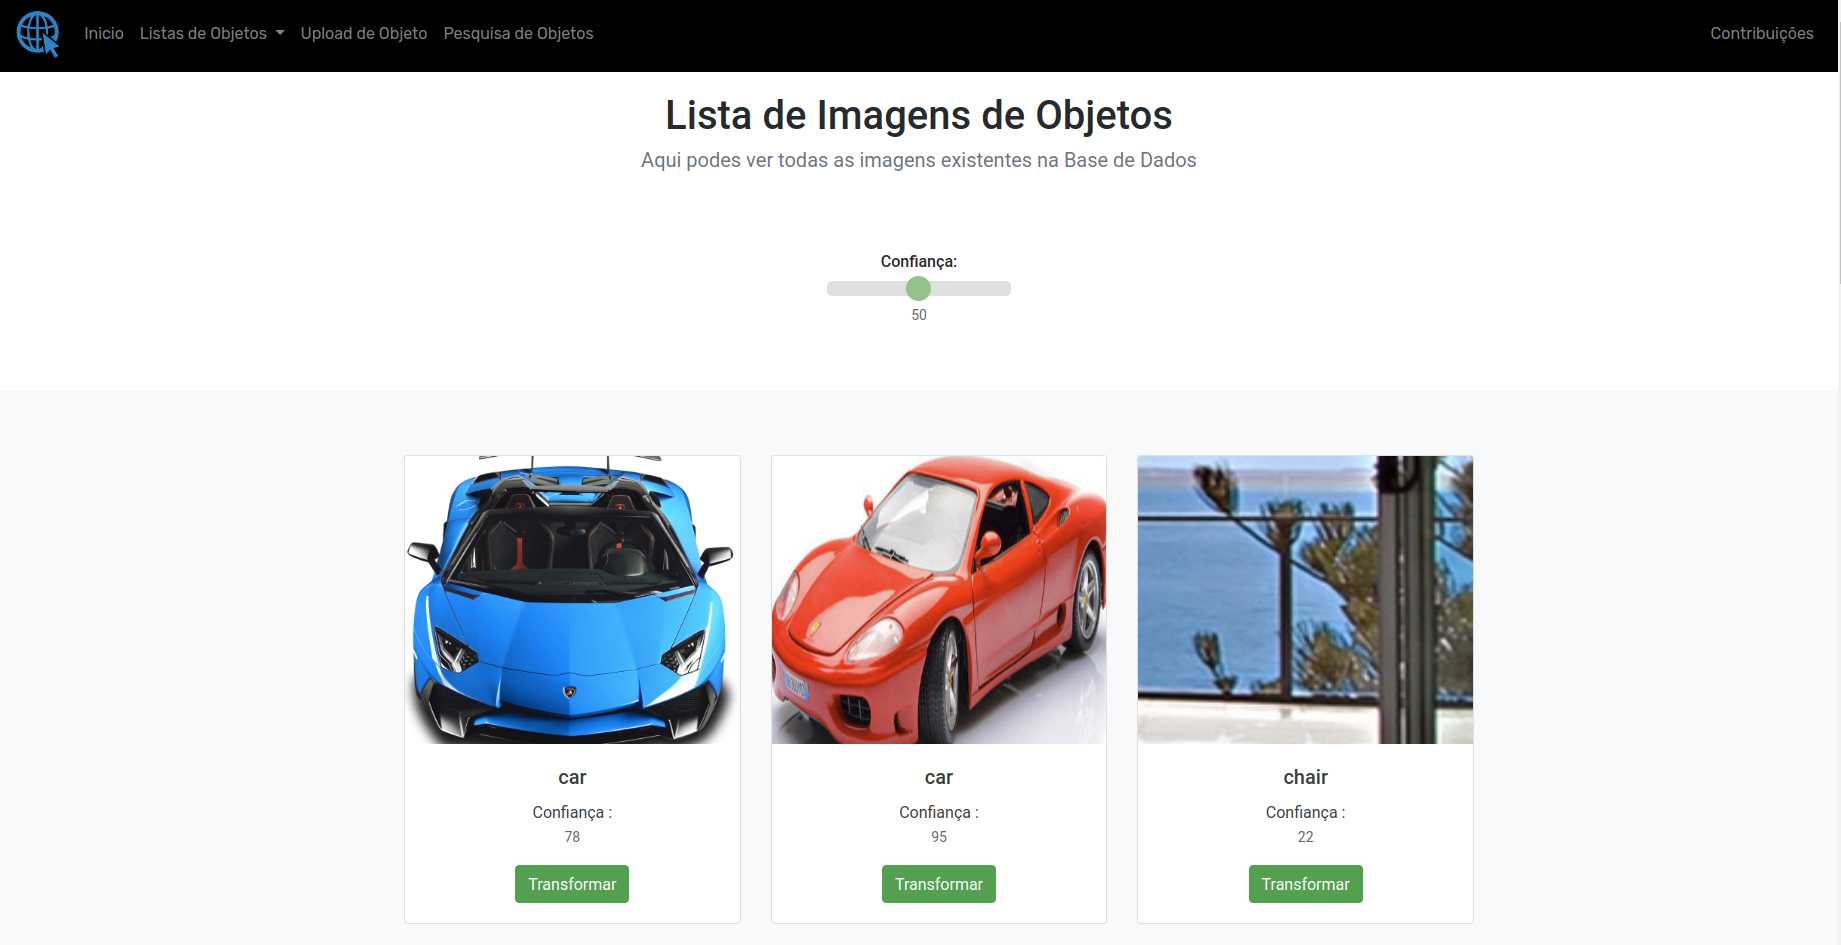 Inicio Listas de Objetos Upload de Objeto Pesquisa de Objetos Contribuições
Lista de Imagens de Objetos
Aqui podes ver todas as imagens existentes na Base de Dados
Confiança:
50
car car chair
Confiança : Confiança : Confiança :
78 95 22
Transformar Transformar Transformar